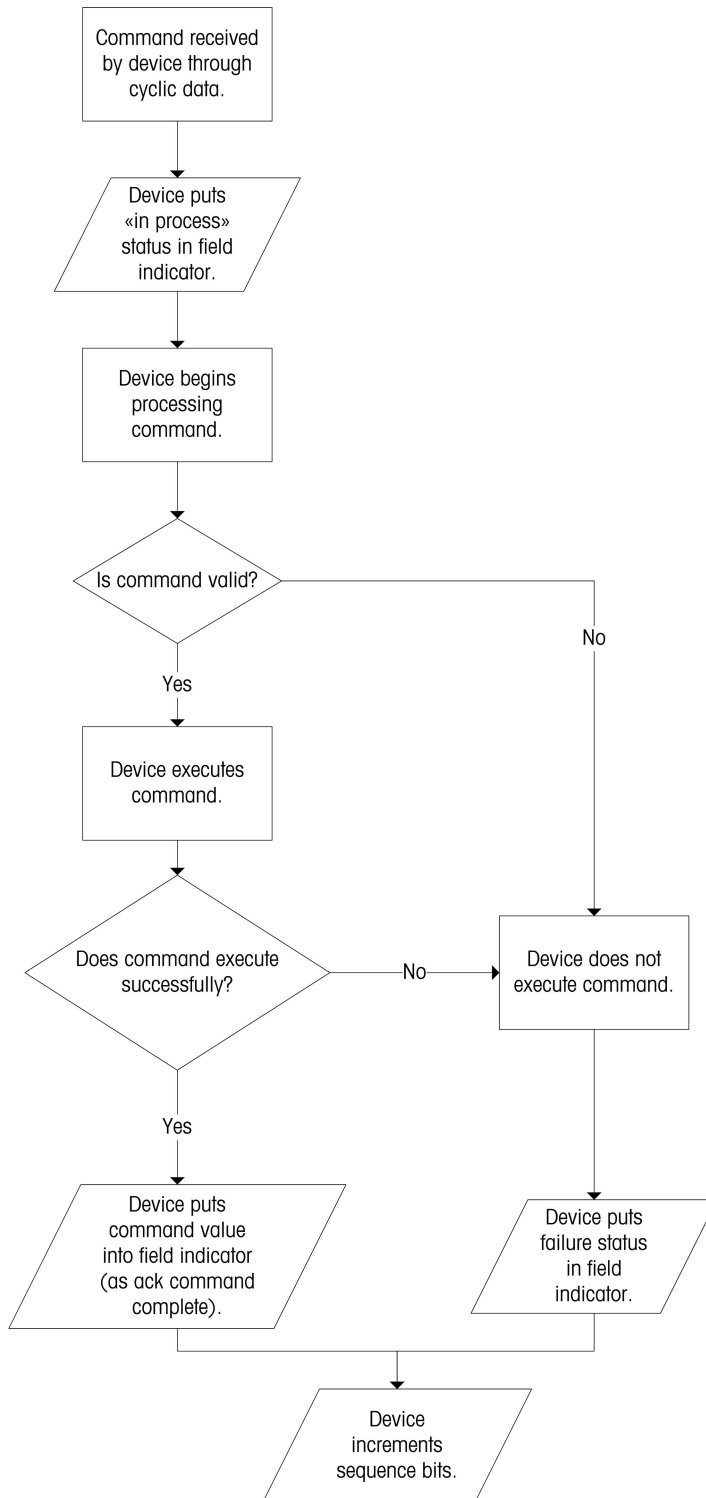 Command received
by device through
cyclic data.
Device puts
«in process»
status in field
indicator.
Device begins
processing
command.
Is command valid?
No
Yes
Device executes
command.
Does command execute
successfully?
No
Device does not
execute command.
Yes
Device puts
command value
into field indicator
(as ack command
complete).
Device puts
failure status
in field
indicator.
Device
increments
sequence bits.